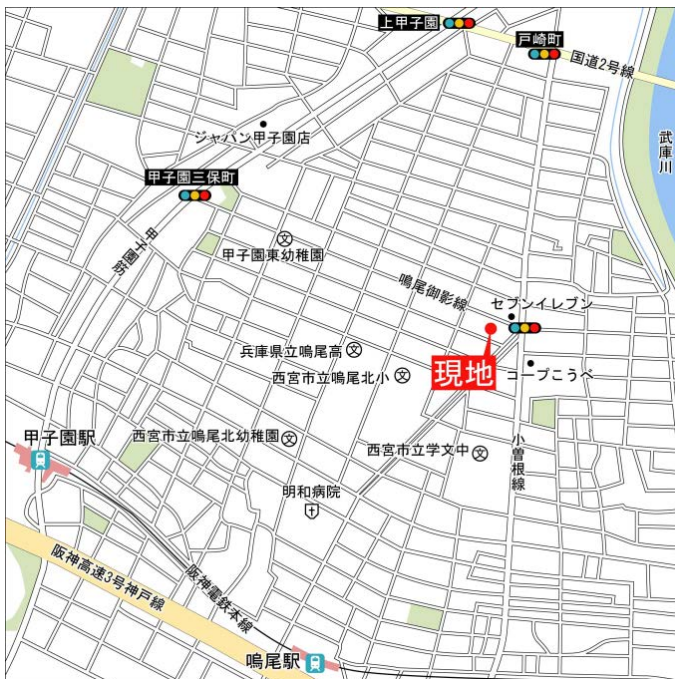 上甲子園
戸崎町
国道2号線
武庫川
ジャパン甲子園店
甲子園三保町
甲子園筋
甲子園東幼稚園
鳴尾御影線
セブンイレブン
兵庫県立鳴尾高
西宮市立鳴尾北小
現地
コープこうべ
甲子園駅
西宮市立鳴尾北幼稚園
西宮市立学文中
小曽根線
明和病院
阪神高速3号神戸線
阪神電鉄本線
鳴尾駅